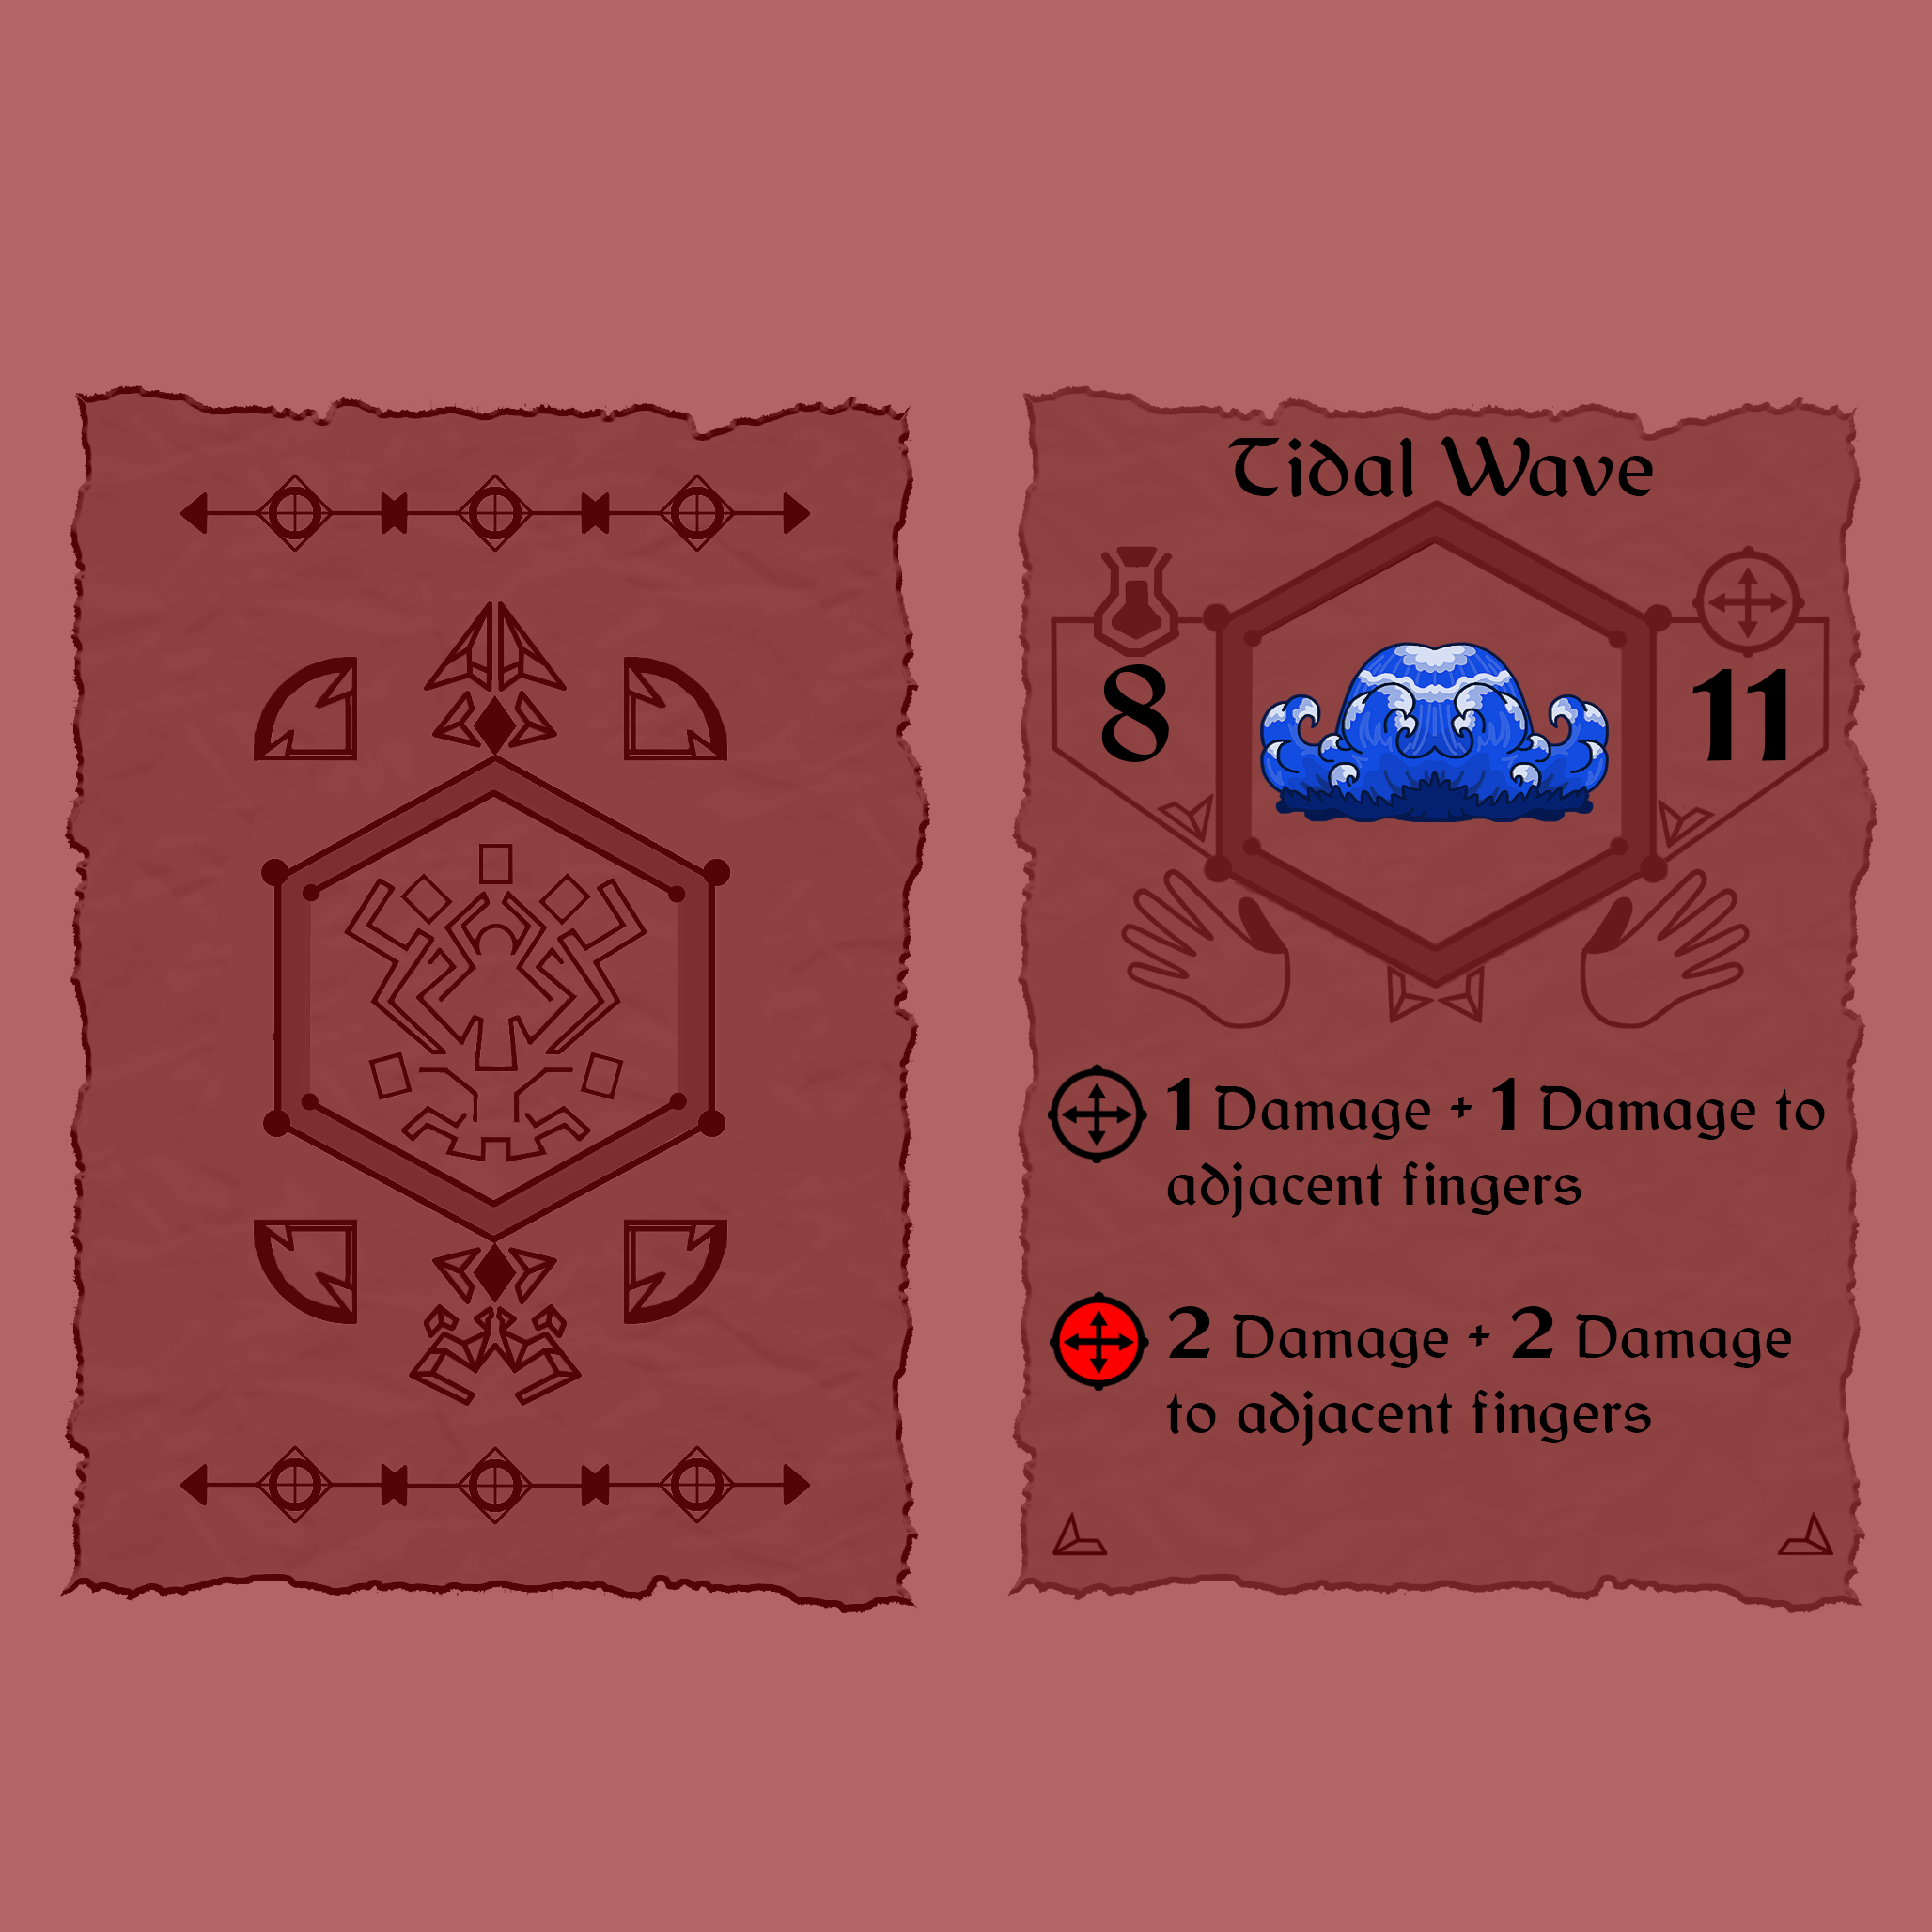 Tidal Wave
8
11
1 Damage + 1 Damage to
adjacent fingers
2 Damage + 2 Damage
to adjacent fingers